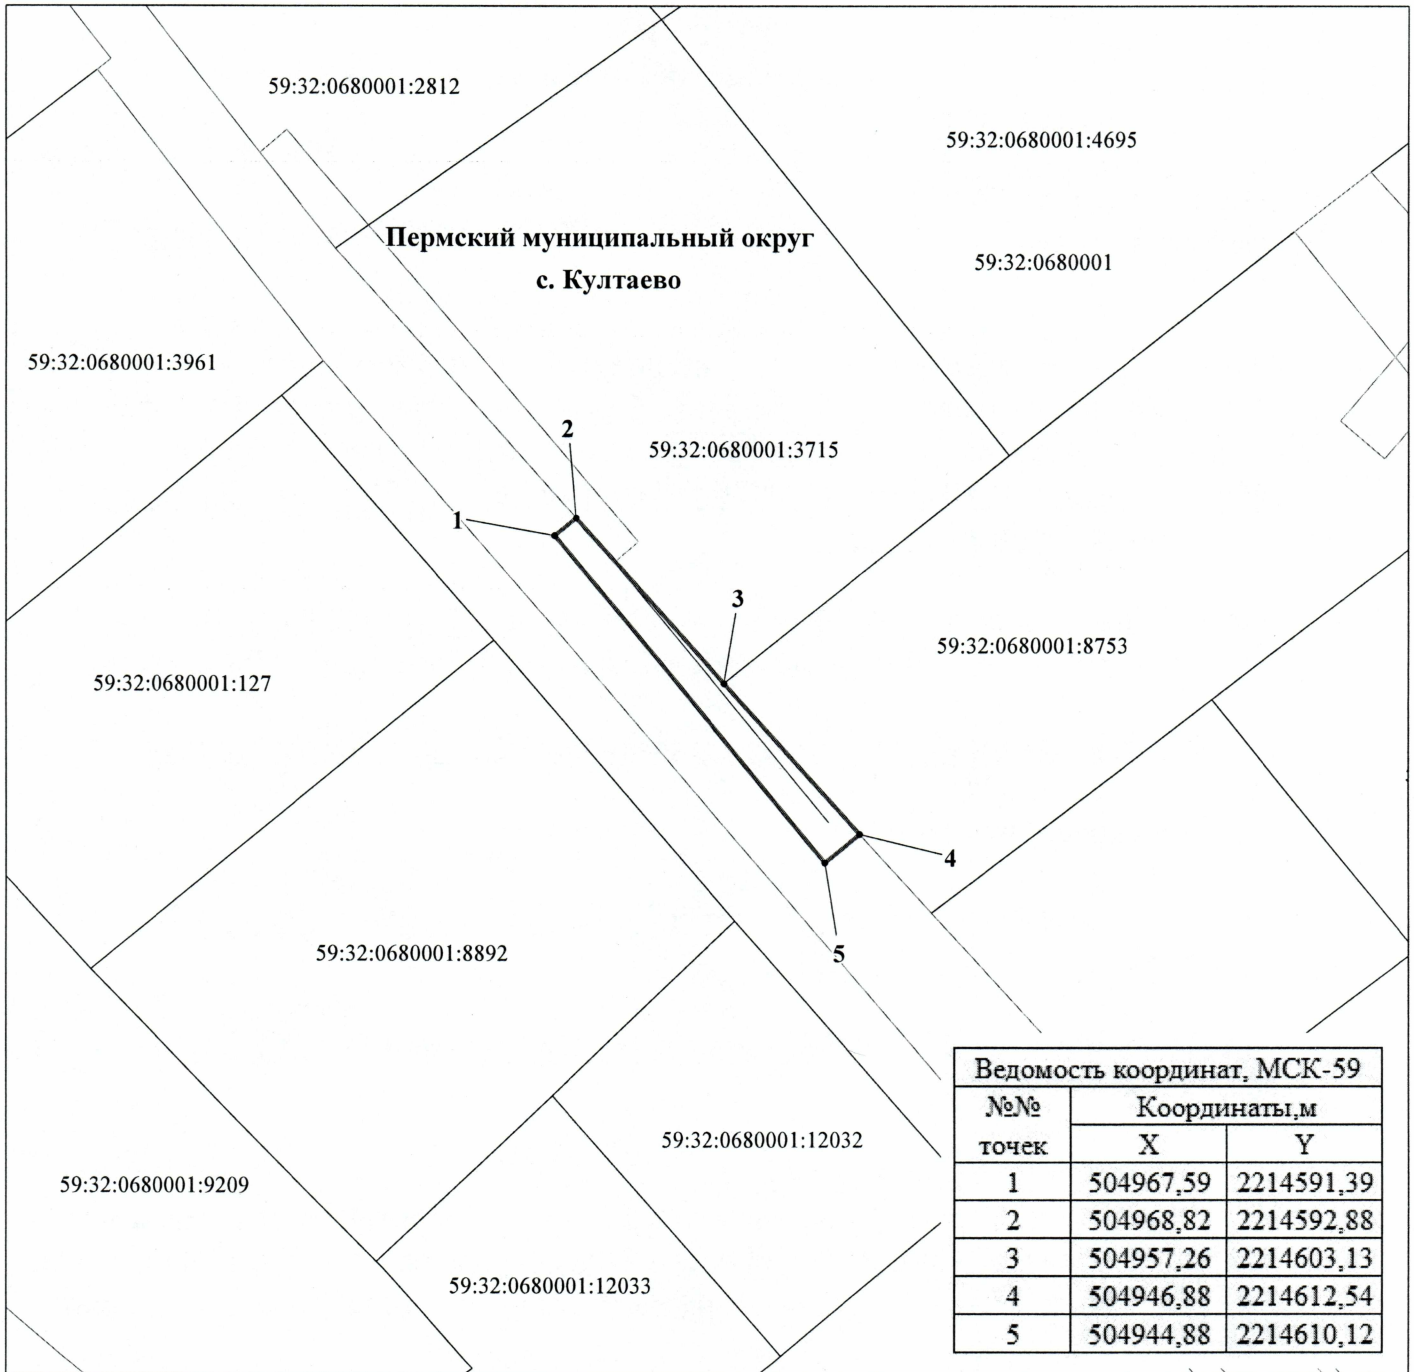 59:32:0680001:2812
59:32:0680001:4695
Пермский муниципальный округ
с. Култаево
59:32:0680001
59:32:0680001:3961
2
59:32:0680001:3715
1
3
59:32:0680001:8753
59:32:0680001:127
4
59:32:0680001:8892
5
Ведомость координат, МСК-59
№№ точек Координаты,м
X Y
1 504967,59 2214591,39
2 504968,82 2214592,88
3 504957,26 2214603,13
4 504946,88 2214612,54
5 504944,88 2214610,12
59:32:0680001:12032
59:32:0680001:9209
59:32:0680001:12033